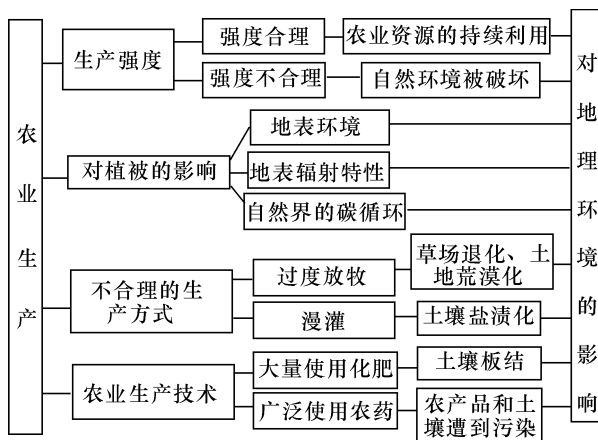 农业生产
生产强度
强度合理
农业资源的持续利用
强度不合理
自然环境被破坏
对植被的影响
地表环境
地表辐射特性
自然界的碳循环
不合理的生
产方式
过度放牧
草场退化、土
地荒漠化
漫灌
土壤盐渍化
农业生产技术
大量使用化肥
土壤板结
广泛使用农药
农产品和土
壤遭到污染
对地理环境的影响